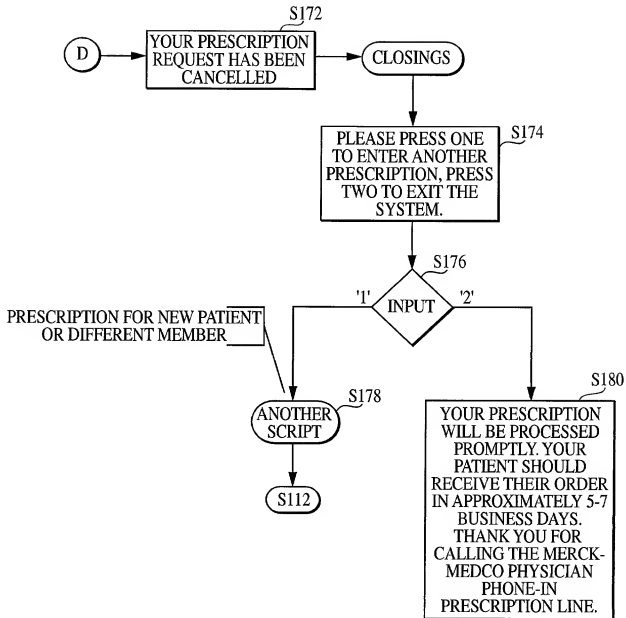 S172
D
YOUR PRESCRIPTION
REQUEST HAS BEEN
CANCELLED
CLOSINGS
S174
PLEASE PRESS ONE
TO ENTER ANOTHER
PRESCRIPTION, PRESS
TWO TO EXIT THE
SYSTEM.
S176
'1'
INPUT
'2'
PRESCRIPTION FOR NEW PATIENT
OR DIFFERENT MEMBER
S178
ANOTHER
SCRIPT
S112
S180
YOUR PRESCRIPTION
WILL BE PROCESSED
PROMPTLY. YOUR
PATIENT SHOULD
RECEIVE THEIR ORDER
IN APPROXIMATELY 5-7
BUSINESS DAYS.
THANK YOU FOR
CALLING THE MERCK-
MEDCO PHYSICIAN
PHONE-IN
PRESCRIPTION LINE.